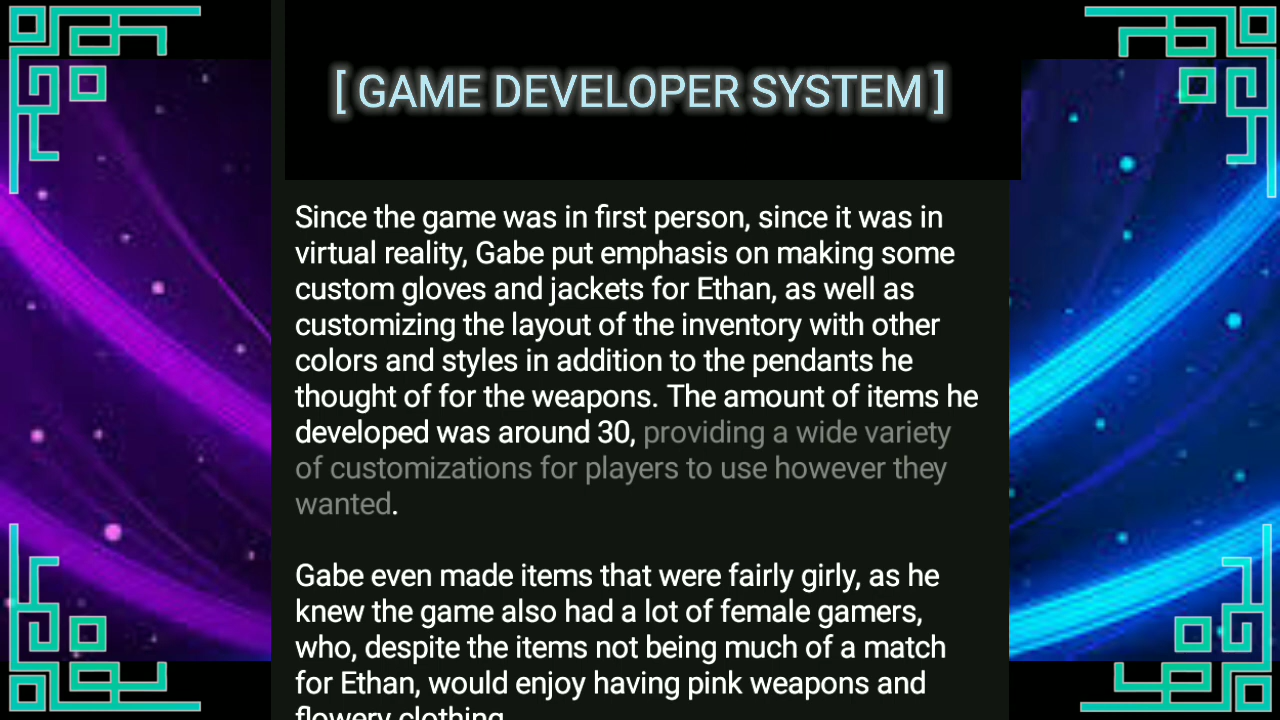 [ GAME DEVELOPER SYSTEM ]
Since the game was in first person, since it was in
virtual reality, Gabe put emphasis on making some
custom gloves and jackets for Ethan, as well as
customizing the layout of the inventory with other
colors and styles in addition to the pendants he
thought of for the weapons. The amount of items he
developed was around 30, providing a wide variety
of customizations for players to use however they
wanted.
Gabe even made items that were fairly girly, as he
knew the game also had a lot of female gamers,
who, despite the items not being much of a match
for Ethan, would enjoy having pink weapons and
flowery clothing.